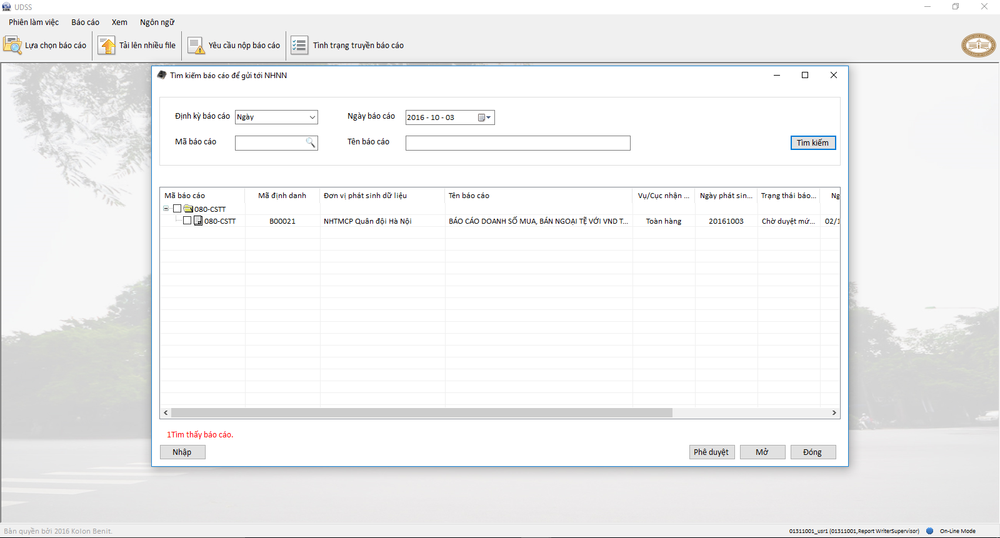 UDSS
Phiên làm việc Báo cáo Xem Ngôn ngữ
Lựa chọn báo cáo Tải lên nhiều file Yêu cầu nộp báo cáo Tình trạng truyền báo cáo
Tìm kiếm báo cáo để gửi tới NHNN
Định kỳ báo cáo Ngày Ngày báo cáo 2016 - 10 - 03
Mã báo cáo Tên báo cáo Tìm kiếm
Mã báo cáo Mã định danh Đơn vị phát sinh dữ liệu Tên báo cáo Vụ/Cục nhận ... Ngày phát sin... Trạng thái báo... Ng
080-CSTT
080-CSTT B00021 NHTMCP Quân đội Hà Nội BÁO CÁO DOANH SỐ MUA, BÁN NGOẠI TỆ VỚI VND T... Toàn hàng 20161003 Chờ duyệt mứ... 02/1
1Tìm thấy báo cáo.
Nhập Phê duyệt Mở Đóng
Bản quyền bởi 2016 Kolon Benit. 01311001_usr1 (01311001,Report WriterSupervisor) On-Line Mode